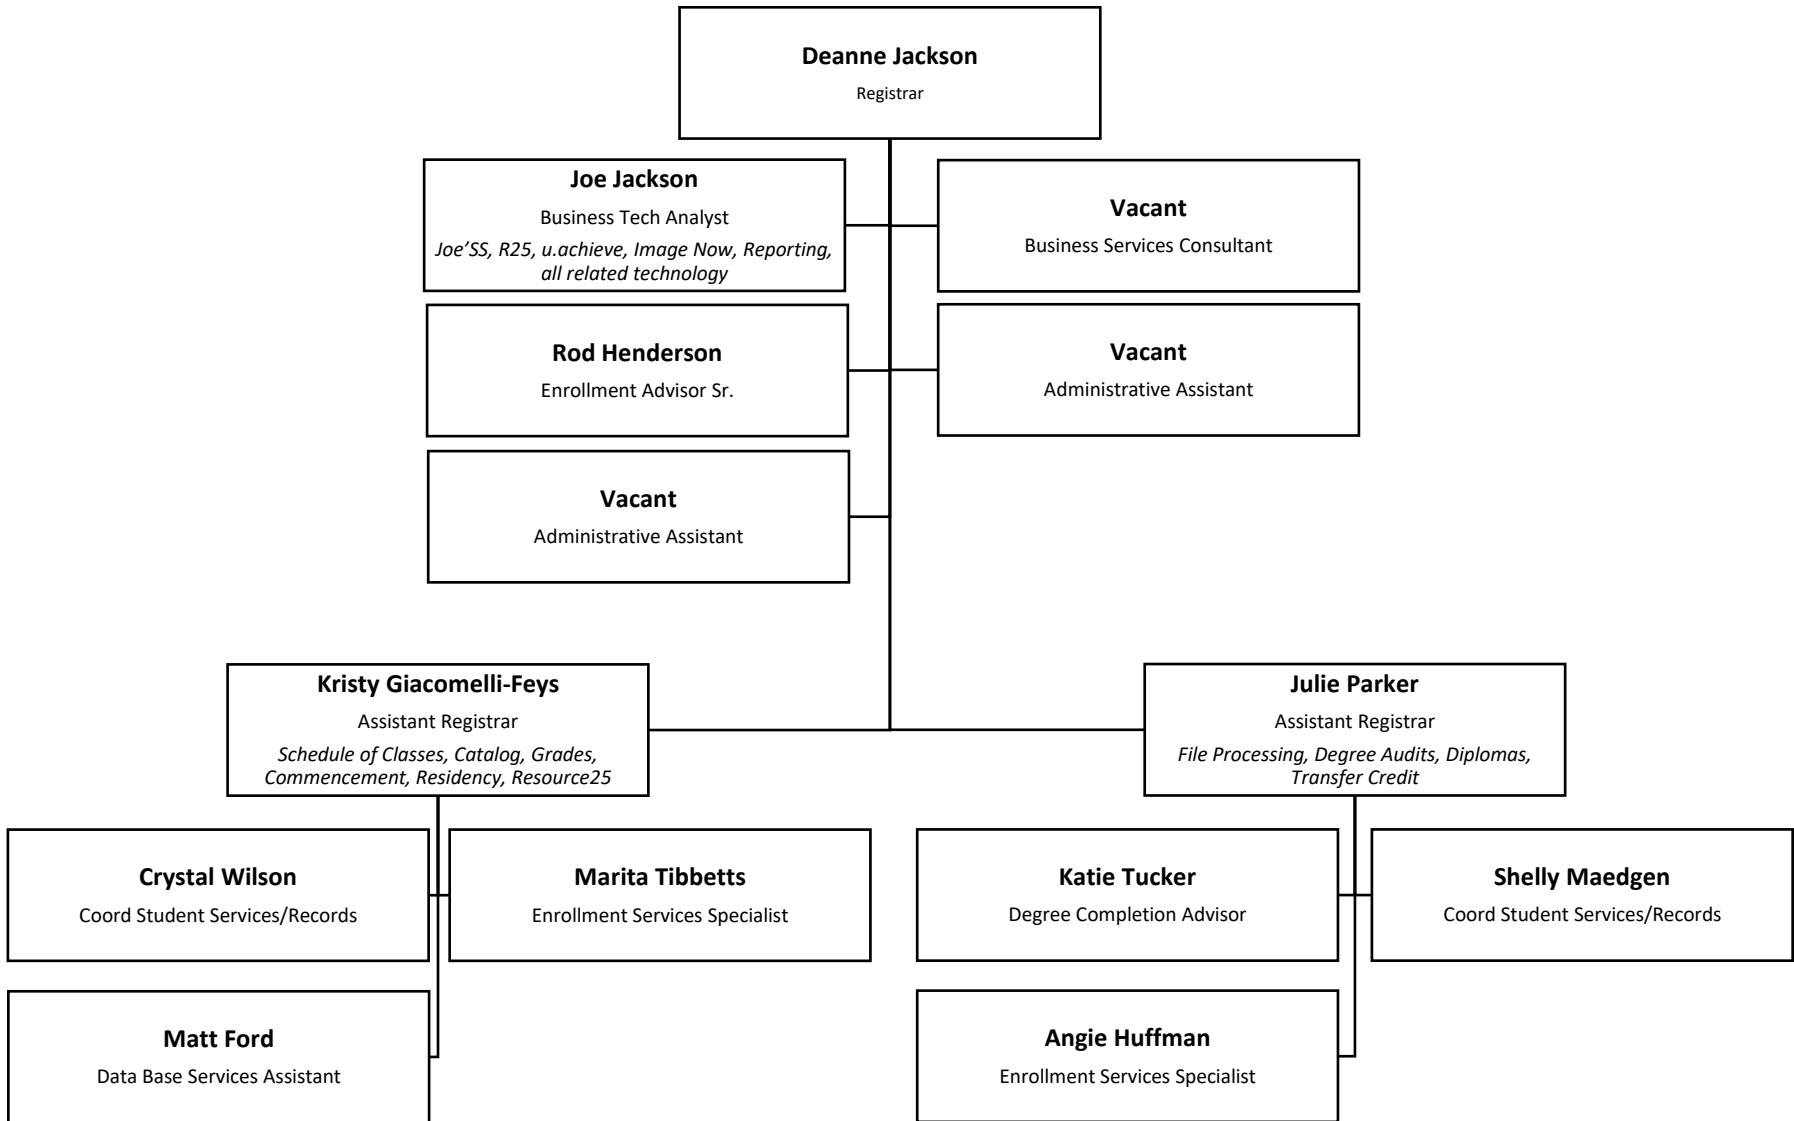 Deanne Jackson
Registrar
Joe Jackson
Business Tech Analyst
Joe’SS, R25, u.achieve, Image Now, Reporting,
all related technology
Vacant
Business Services Consultant
Rod Henderson
Enrollment Advisor Sr.
Vacant
Administrative Assistant
Vacant
Administrative Assistant
Kristy Giacomelli-Feys
Assistant Registrar
Schedule of Classes, Catalog, Grades,
Commencement, Residency, Resource25
Julie Parker
Assistant Registrar
File Processing, Degree Audits, Diplomas,
Transfer Credit
Crystal Wilson
Coord Student Services/Records
Marita Tibbetts
Enrollment Services Specialist
Katie Tucker
Degree Completion Advisor
Shelly Maedgen
Coord Student Services/Records
Matt Ford
Data Base Services Assistant
Angie Huffman
Enrollment Services Specialist